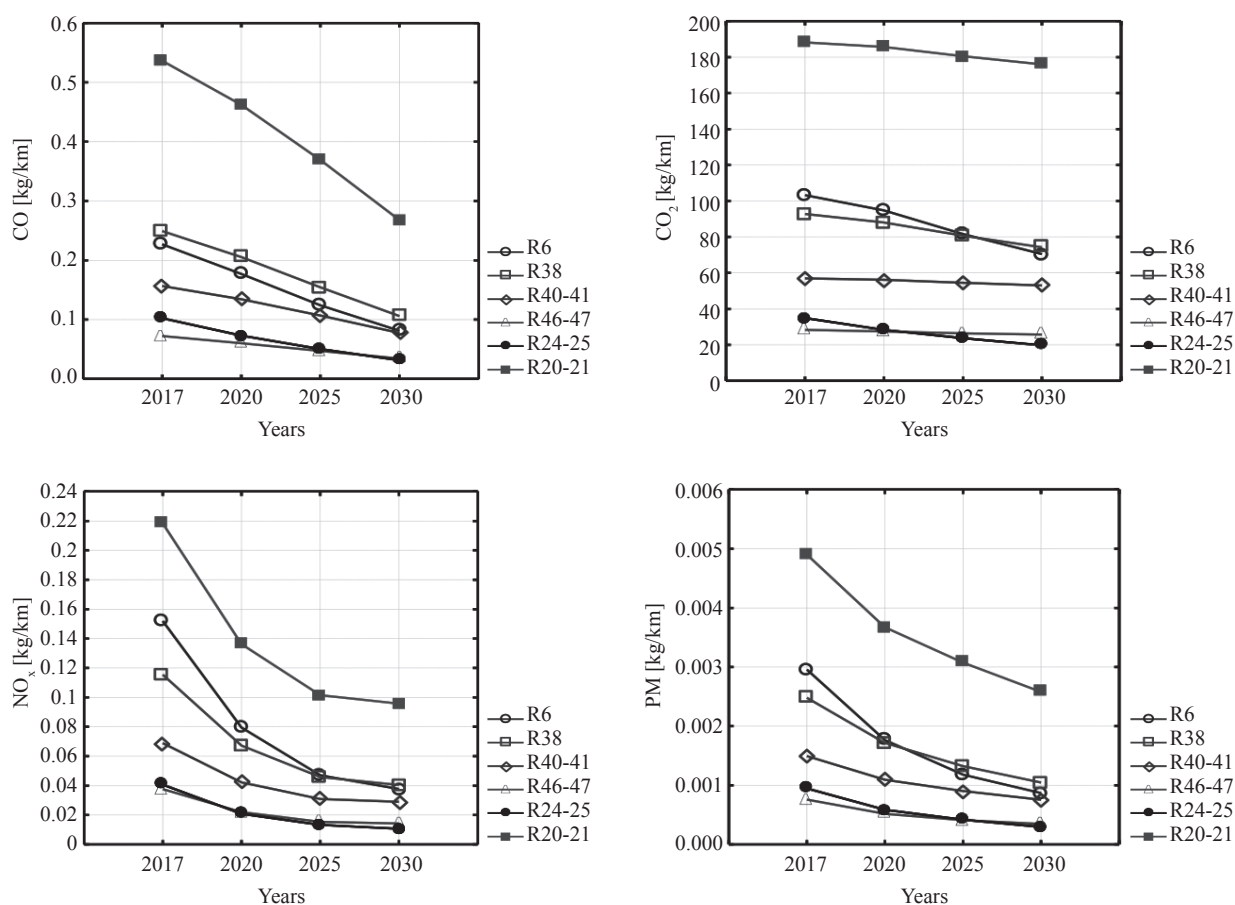 0.6
0.5
0.4
0.3
0.2
0.1
0.0
CO [kg/km]
2017 2020 2025 2030
Years
R6
R38
R40-41
R46-47
R24-25
R20-21
200
180
160
140
120
100
80
60
40
20
0
CO₂ [kg/km]
2017 2020 2025 2030
Years
R6
R38
R40-41
R46-47
R24-25
R20-21
0.24
0.22
0.2
0.18
0.16
0.14
0.12
0.1
0.08
0.06
0.04
0.02
0
NOₓ [kg/km]
2017 2020 2025 2030
Years
R6
R38
R40-41
R46-47
R24-25
R20-21
0.006
0.005
0.004
0.003
0.002
0.001
0.000
PM [kg/km]
2017 2020 2025 2030
Years
R6
R38
R40-41
R46-47
R24-25
R20-21